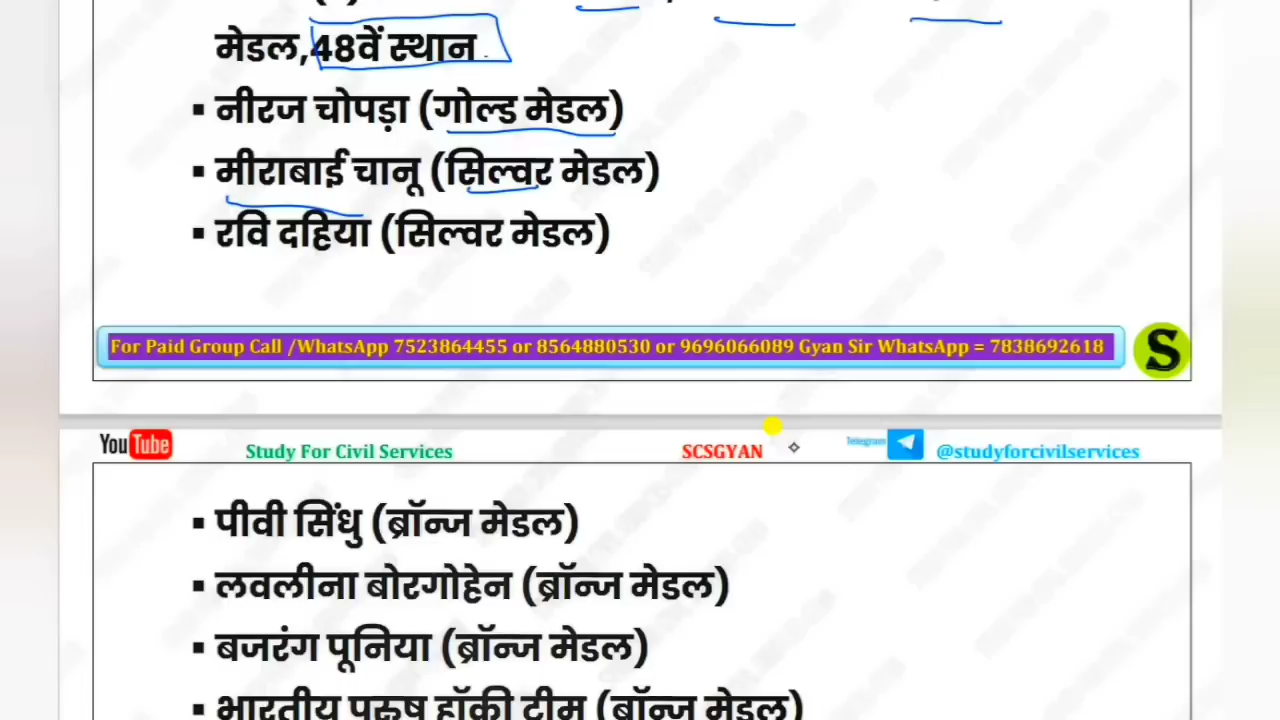 मेडल,48वें स्थान
▪ नीरज चोपड़ा (गोल्ड मेडल)
▪ मीराबाई चानू (सिल्वर मेडल)
▪ रवि दहिया (सिल्वर मेडल)
For Paid Group Call /WhatsApp 7523864455 or 8564880530 or 9696066089 Gyan Sir WhatsApp = 7838692618
S
YouTube Study For Civil Services SCSGYAN Telegram @studyforcivilservices
▪ पीवी सिंधु (ब्रॉन्ज मेडल)
▪ लवलीना बोरगोहेन (ब्रॉन्ज मेडल)
▪ बजरंग पूनिया (ब्रॉन्ज मेडल)
▪ भारतीय पुरुष हॉकी टीम (ब्रॉन्ज मेडल)